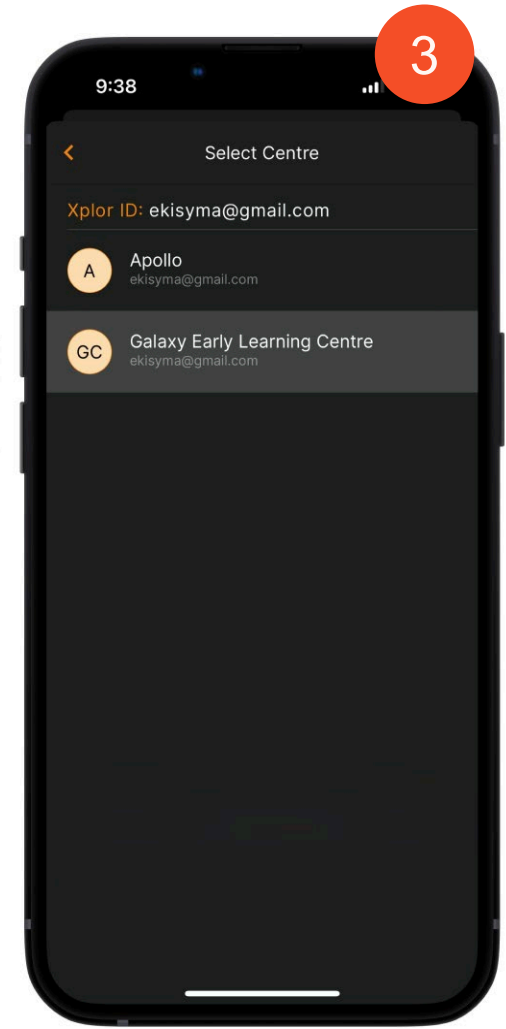 3
9:38
Select Centre
Xplor ID: ekisyma@gmail.com
A
Apollo
ekisyma@gmail.com
GC
Galaxy Early Learning Centre
ekisyma@gmail.com